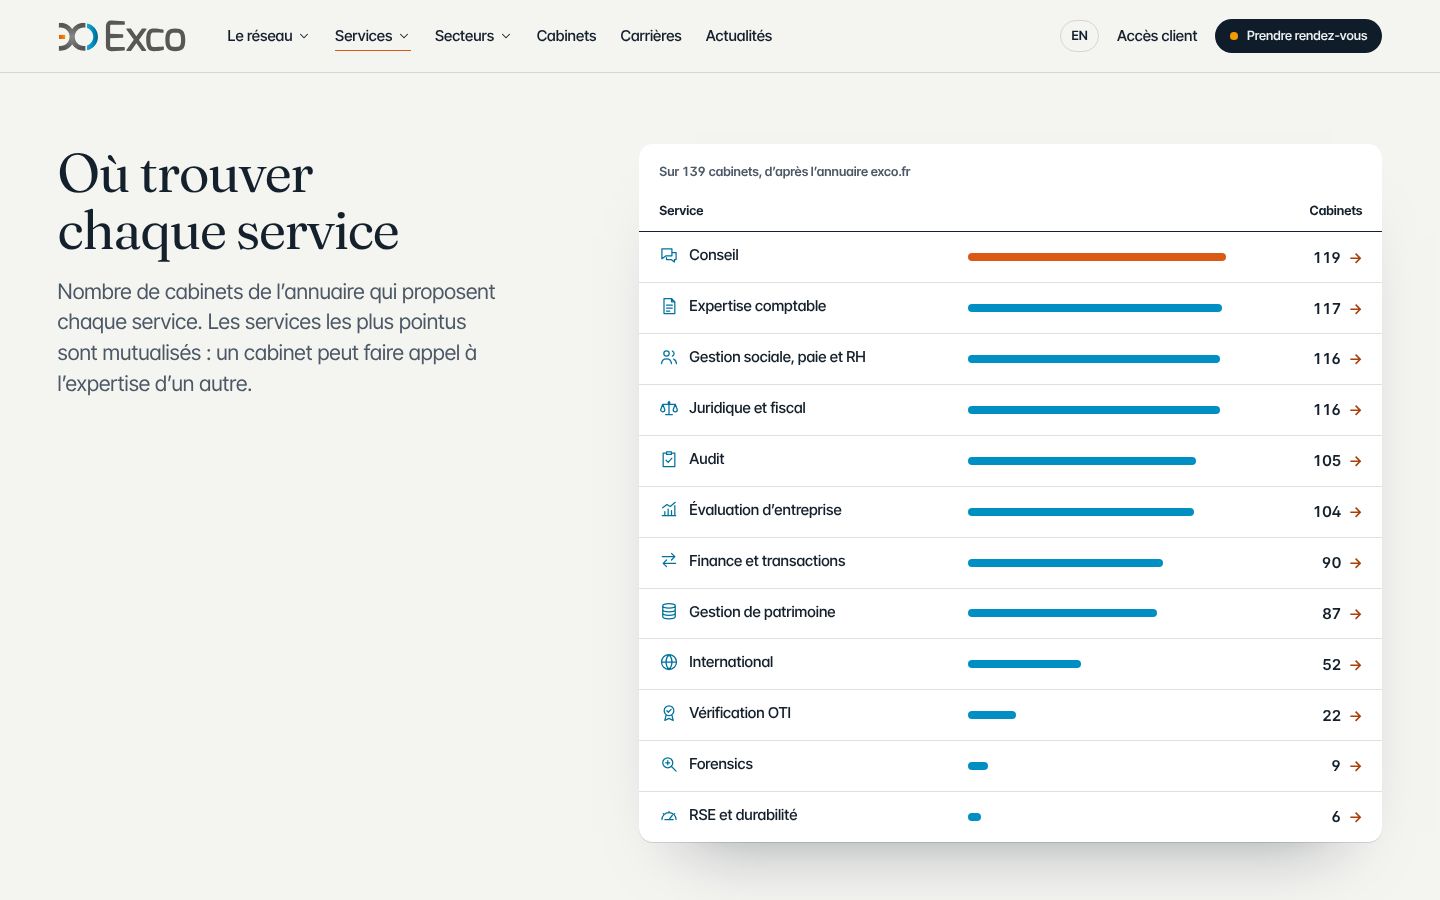 Exco
Le réseau
Services
Secteurs
Cabinets
Carrières
Actualités
EN
Accès client
Prendre rendez-vous
Où trouver
chaque service
Nombre de cabinets de l’annuaire qui proposent
chaque service. Les services les plus pointus
sont mutualisés : un cabinet peut faire appel à
l’expertise d’un autre.
Sur 139 cabinets, d’après l’annuaire exco.fr
Service Cabinets
Conseil 119 →
Expertise comptable 117 →
Gestion sociale, paie et RH 116 →
Juridique et fiscal 116 →
Audit 105 →
Évaluation d’entreprise 104 →
Finance et transactions 90 →
Gestion de patrimoine 87 →
International 52 →
Vérification OTI 22 →
Forensics 9 →
RSE et durabilité 6 →